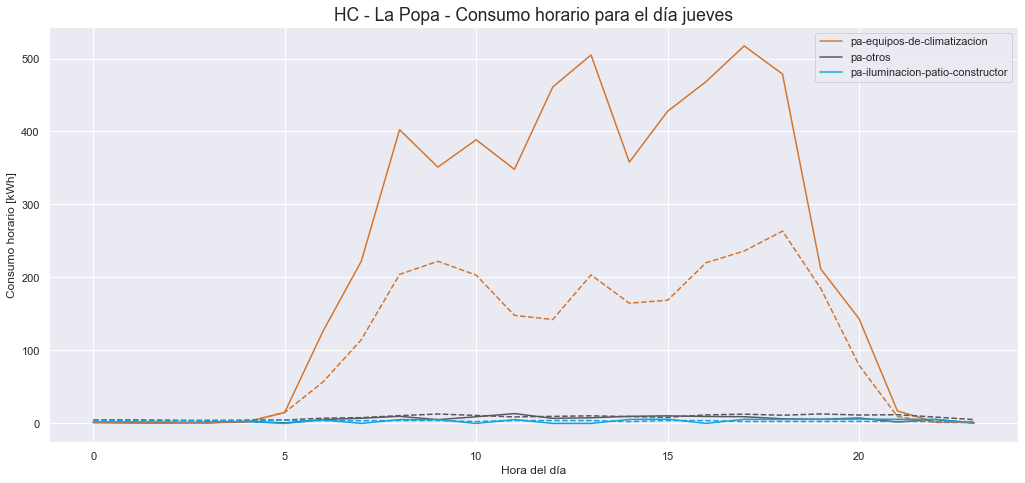 HC - La Popa - Consumo horario para el día jueves
pa-equipos-de-climatizacion
pa-otros
pa-iluminacion-patio-constructor
Consumo horario [kWh]
500
400
300
200
100
0
0 5 10 15 20
Hora del día